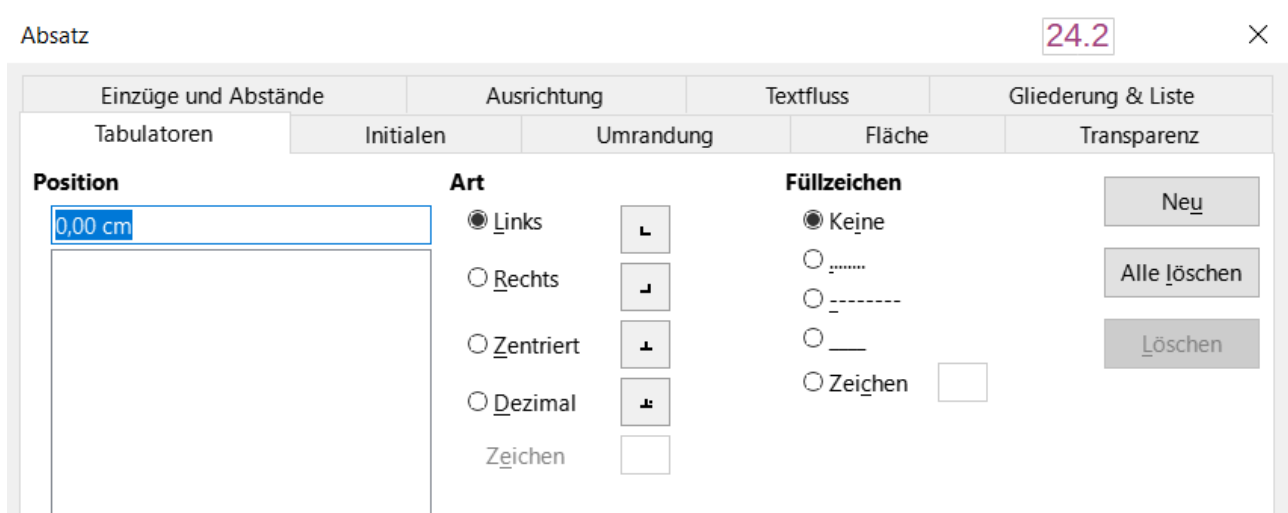 Absatz 24.2
Einzüge und Abstände Ausrichtung Textfluss Gliederung & Liste
Tabulatoren Initialen Umrandung Fläche Transparenz
Position Art Füllzeichen
0,00 cm Links Keine Neu
Rechts ........ Alle löschen
Zentriert -------- Löschen
Dezimal ____
Zeichen Zeichen